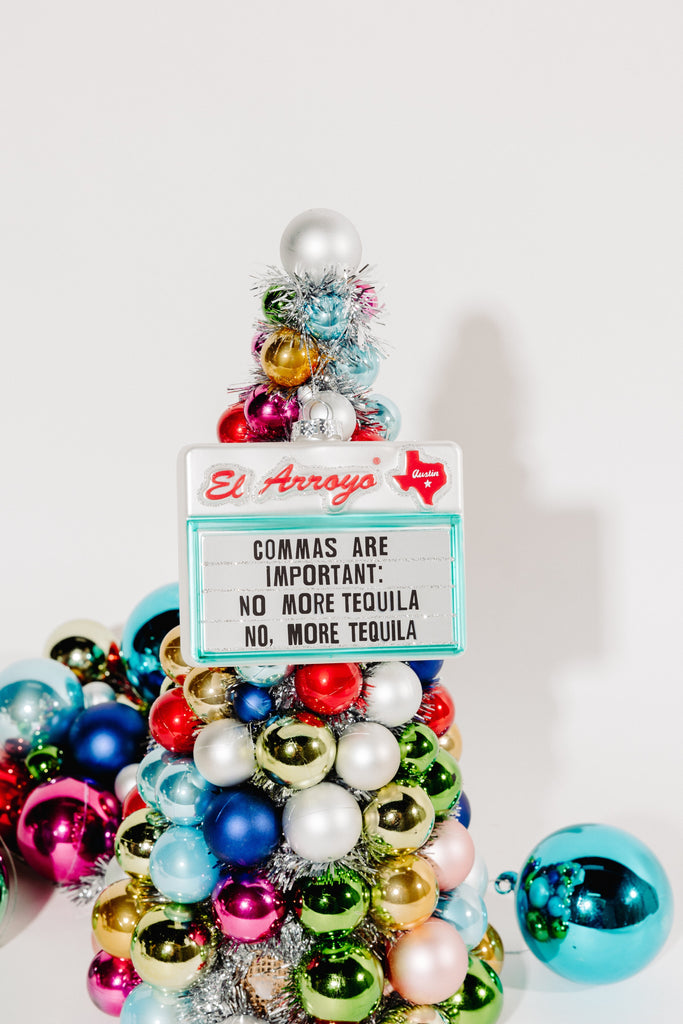 El Arroyo®
Austin
COMMAS ARE
IMPORTANT:
NO MORE TEQUILA
NO, MORE TEQUILA